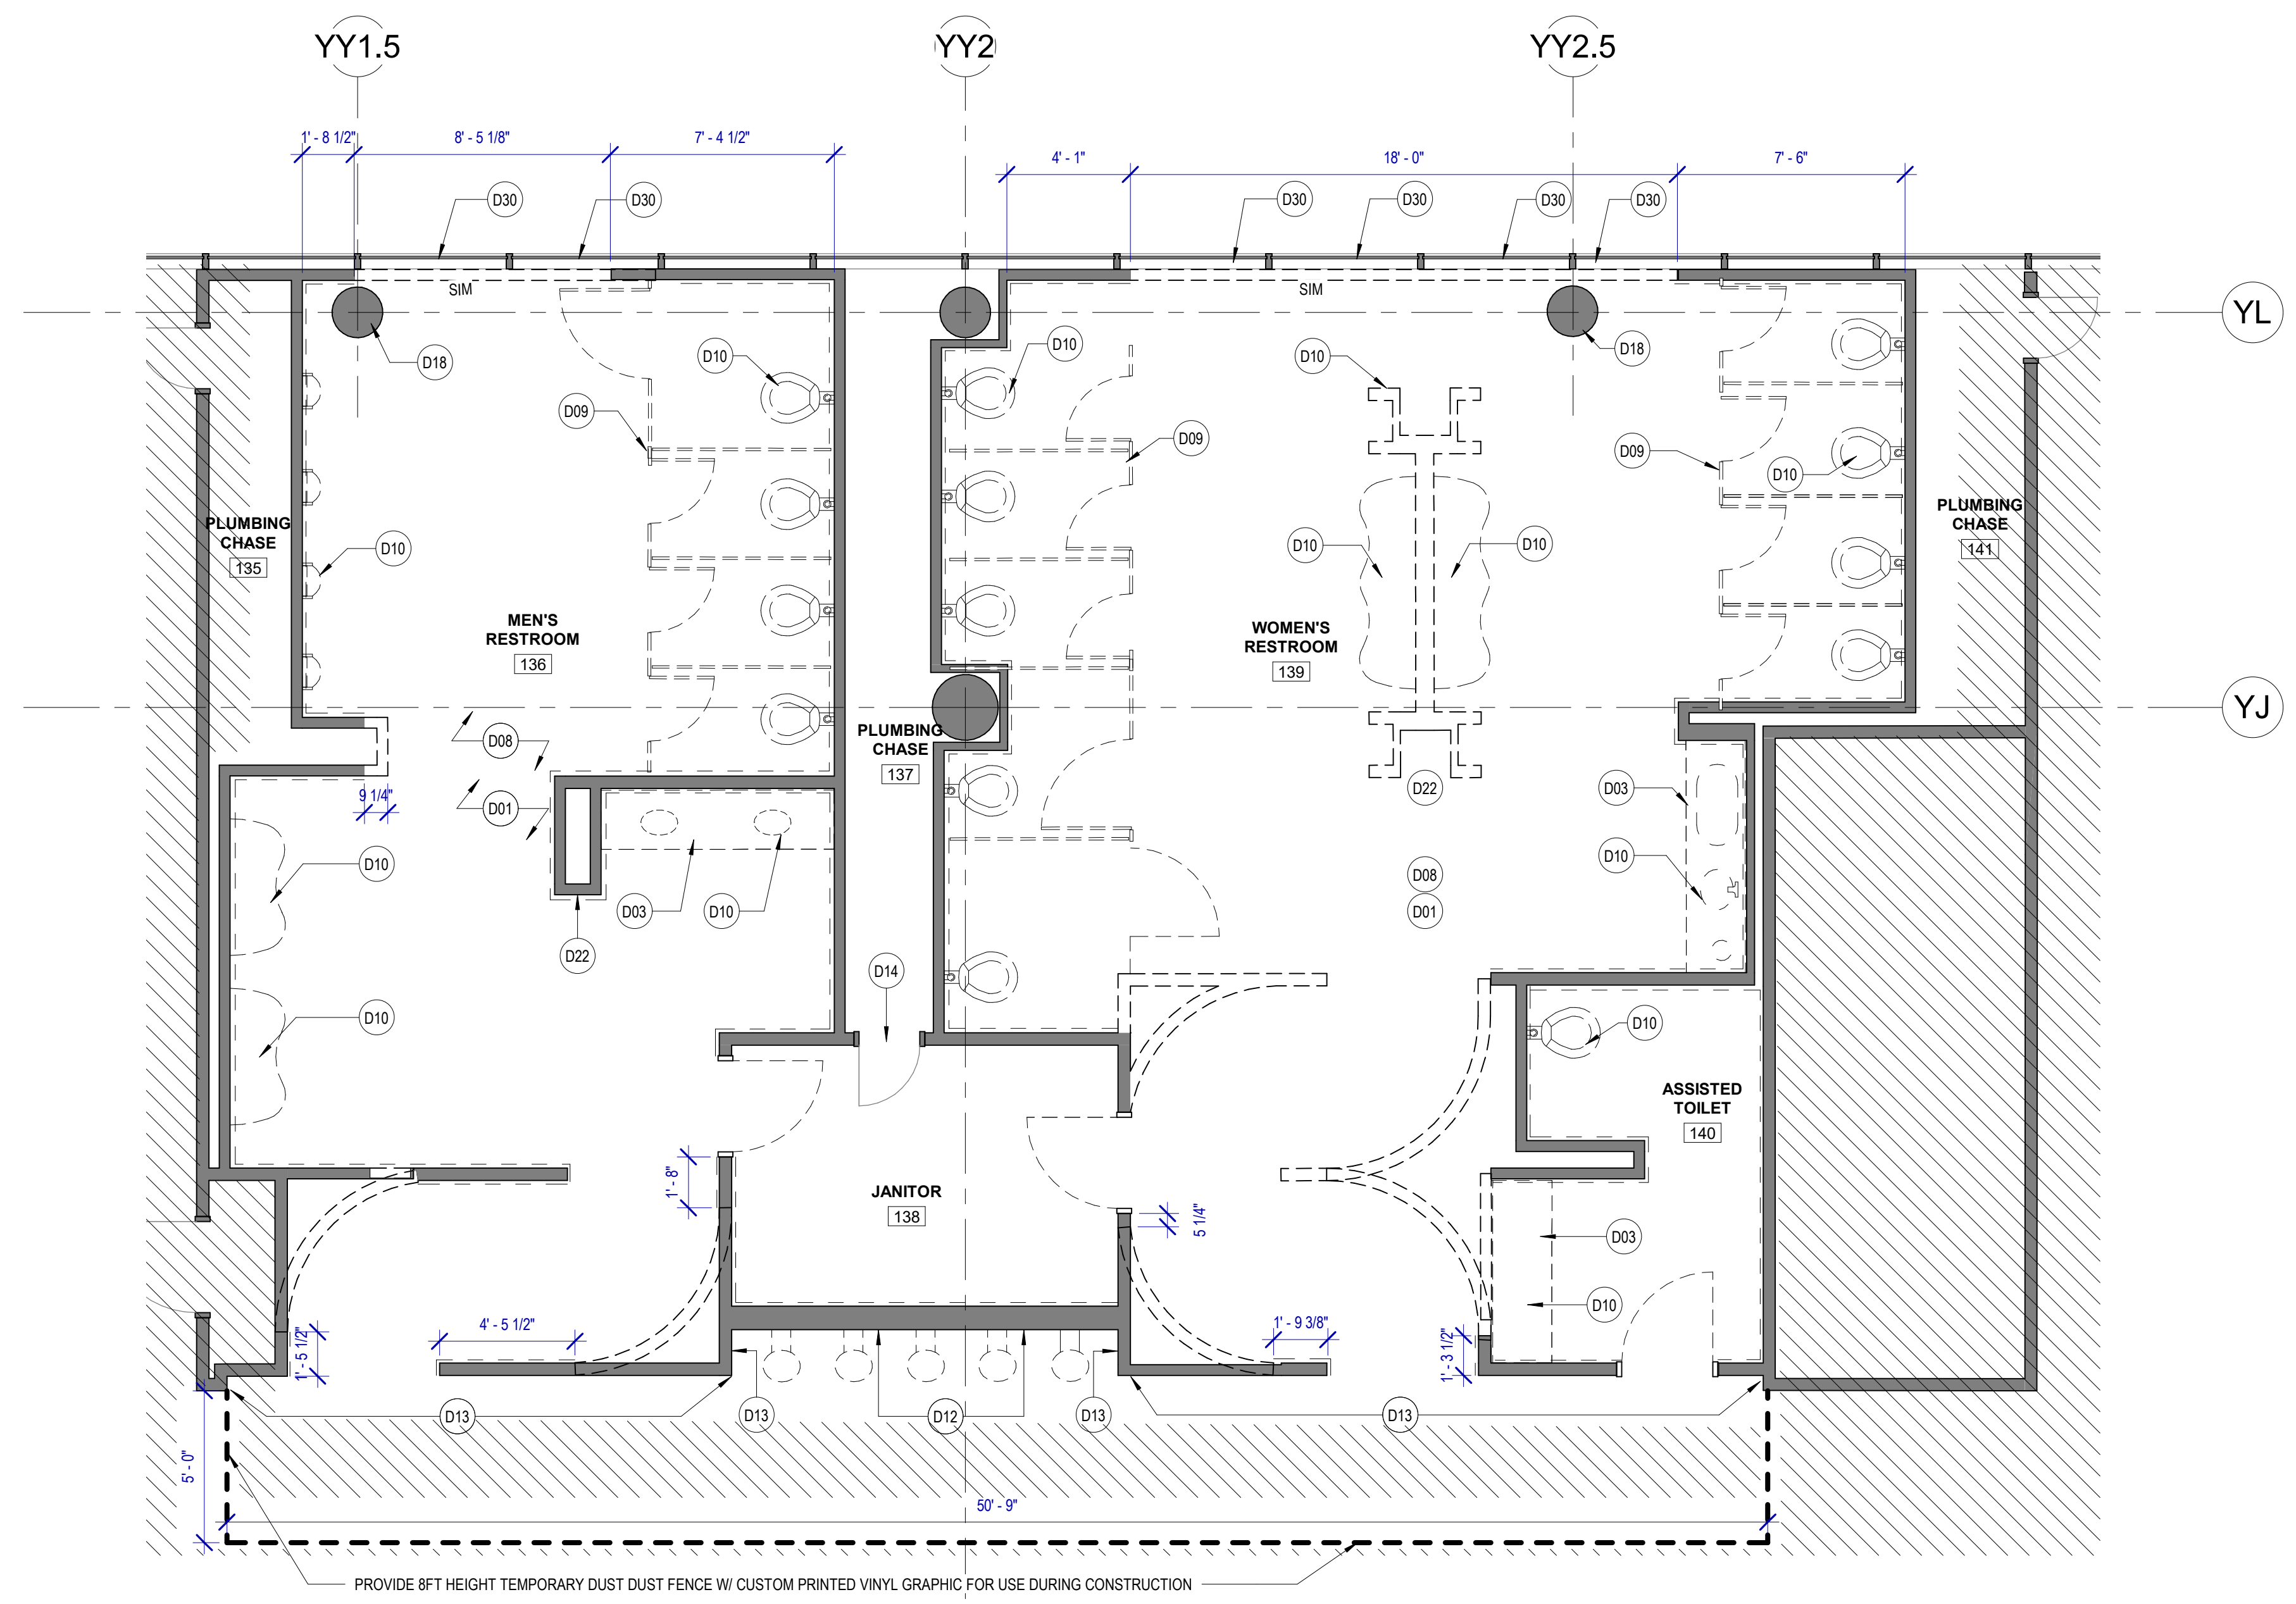 YY1.5 YY2 YY2.5
1' - 8 1/2" 8' - 5 1/8" 7' - 4 1/2"
4' - 1" 18' - 0" 7' - 6"
D30 D30 D30 D30 D30 D30
SIM SIM
YL
D18 D10 D10 D10 D18
D09 D09 D09
D10
PLUMBING
CHASE
135
D10
D10 D10
PLUMBING
CHASE
141
MEN'S
RESTROOM
136
WOMEN'S
RESTROOM
139
YJ
D08
PLUMBING
CHASE
137
9 1/4"
D01
D22 D03
D10
D10
D08
D03 D10 D01
D22
D14
D10
D10
ASSISTED
TOILET
140
1' - 8"
JANITOR
138
5 1/4"
D03
D10
4' - 5 1/2" 1' - 9 3/8"
1' - 5 1/2" 1' - 3 1/2"
D13 D13 D12 D13 D13
5' - 0"
50' - 9"
PROVIDE 8FT HEIGHT TEMPORARY DUST DUST FENCE W/ CUSTOM PRINTED VINYL GRAPHIC FOR USE DURING CONSTRUCTION